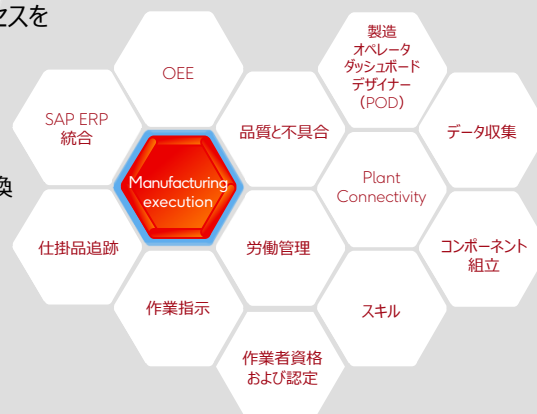 セスを
製造
オペレータ
ダッシュボード
デザイナー
（POD）
OEE
SAP ERP
統合
品質と不具合
データ収集
換
Manufacturing
execution
Plant
Connectivity
仕掛品追跡
労働管理
コンポーネント
組立
作業指示
スキル
作業者資格
および認定